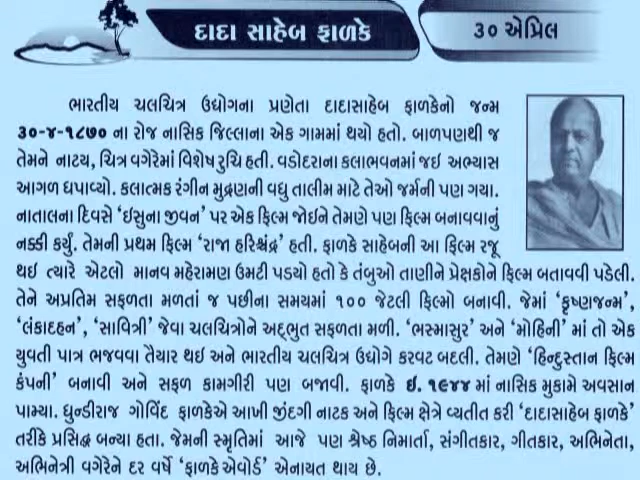 દાદા સાહેબ ફાળકે
૩૦ એપ્રિલ
ભારતીય ચલચિત્ર ઉદ્યોગના પ્રણેતા દાદાસાહેબ ફાળકેનો જન્મ
૩૦-૪-૧૮૭૦ ના રોજ નાસિક જિલ્લાના એક ગામમાં થયો હતો. બાળપણથી જ
તેમને નાટય, ચિત્ર વગેરેમાં વિશેષ રુચિ હતી. વડોદરાના કલાભવનમાં જઇ અભ્યાસ
આગળ ધપાવ્યો. કલાત્મક રંગીન મુદ્રણની વધુ તાલીમ માટે તેઓ જર્મની પણ ગયા.
નાતાલના દિવસે ‘ઇસુના જીવન’ પર એક ફિલ્મ જોઇને તેમણે પણ ફિલ્મ બનાવવાનું
નક્કી કર્યું. તેમની પ્રથમ ફિલ્મ ‘રાજા હરિશ્ચંદ્ર’ હતી. ફાળકે સાહેબની આ ફિલ્મ રજૂ
થઇ ત્યારે એટલો માનવ મહેરામણ ઉમટી પડયો હતો કે તંબુઓ તાણીને પ્રેક્ષકોને ફિલ્મ બતાવવી પડેલી.
તેને અપ્રતિમ સફળતા મળતાં જ પછીના સમયમાં ૧૦૦ જેટલી ફિલ્મો બનાવી. જેમાં ‘કૃષ્ણજન્મ’,
‘લંકાદહન’, ‘સાવિત્રી’ જેવા ચલચિત્રોને અદ્ભુત સફળતા મળી. ‘ભસ્માસુર’ અને ‘મોહિની’ માં તો એક
યુવતી પાત્ર ભજવવા તૈયાર થઇ અને ભારતીય ચલચિત્ર ઉદ્યોગે કરવટ બદલી. તેમણે ‘હિન્દુસ્તાન ફિલ્મ
કંપની’ બનાવી અને સફળ કામગીરી પણ બજાવી. ફાળકે ઇ. ૧૯૪૪ માં નાસિક મુકામે અવસાન
પામ્યા. ધુન્ડીરાજ ગોવિંદ ફાળકેએ આખી જીંદગી નાટક અને ફિલ્મ ક્ષેત્રે વ્યતીત કરી ‘દાદાસાહેબ ફાળકે’
તરીકે પ્રસિદ્ધ બન્યા હતા. જેમની સ્મૃતિમાં આજે પણ શ્રેષ્ઠ નિમાર્તા, સંગીતકાર, ગીતકાર, અભિનેતા,
અભિનેત્રી વગેરેને દર વર્ષે ‘ફાળકે એવોર્ડ’ એનાયત થાય છે.